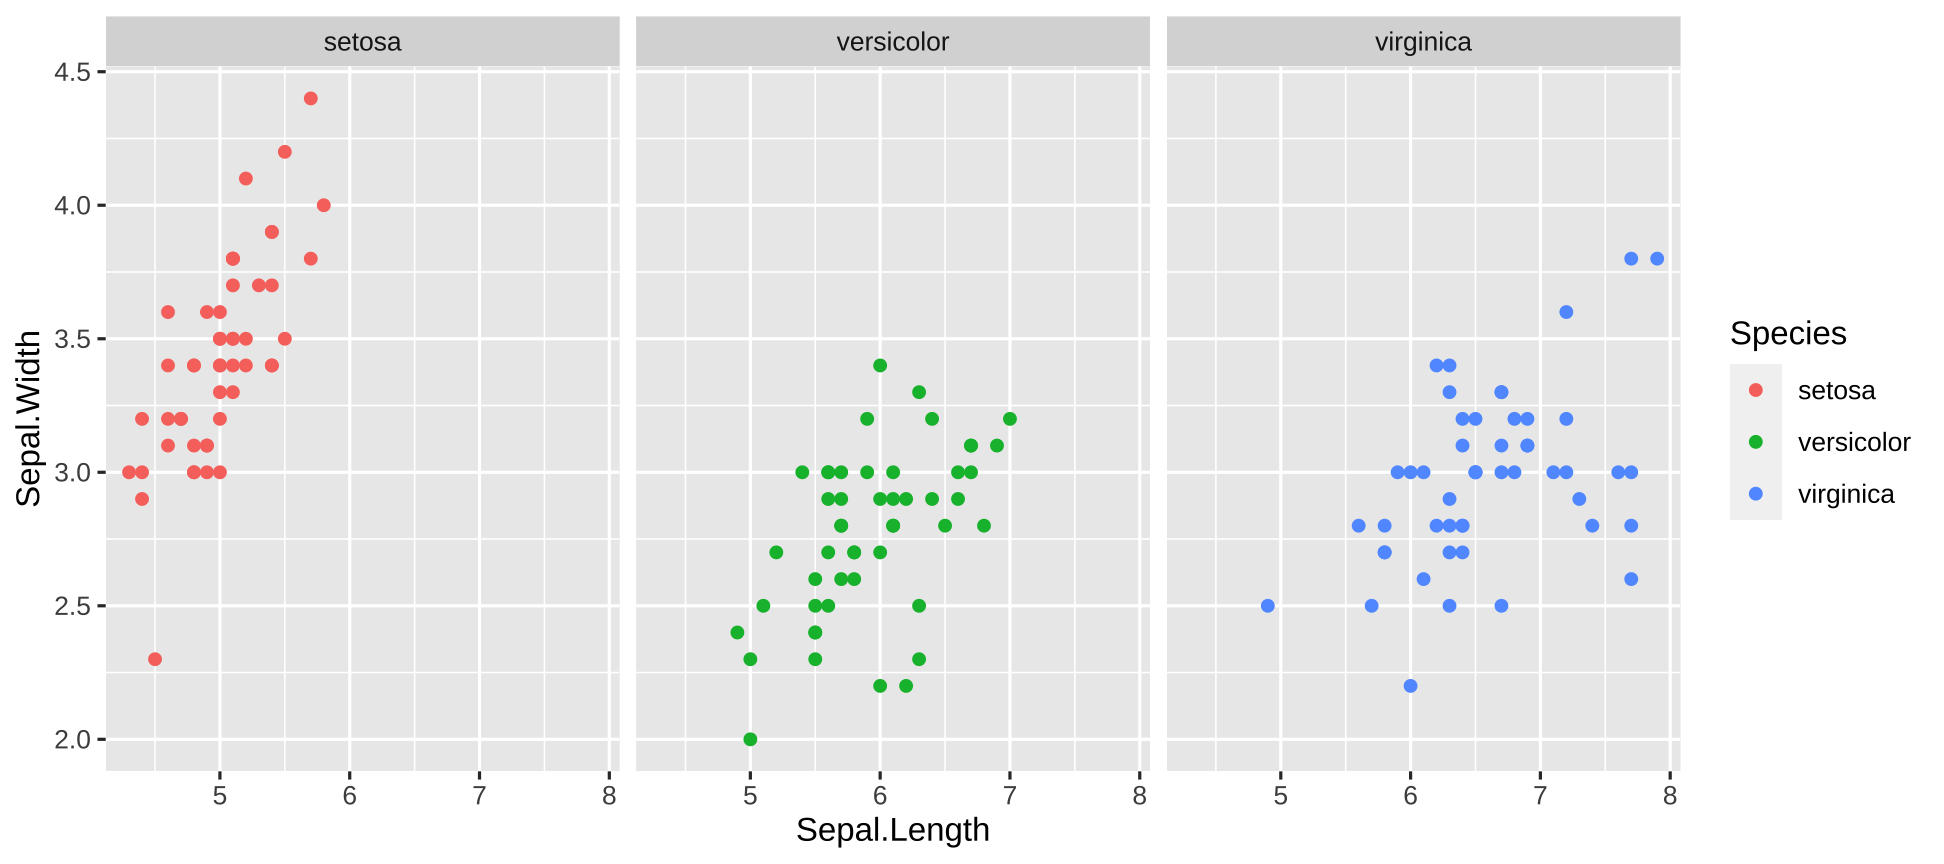 setosa versicolor virginica
4.5
4.0
3.5
3.0
2.5
2.0
Sepal.Width
5 6 7 8 5 6 7 8 5 6 7 8
Sepal.Length
Species
setosa
versicolor
virginica